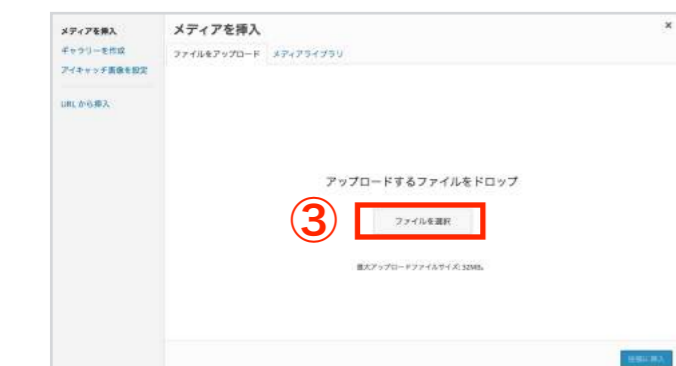 メディアを挿入
ギャラリーを作成
アイキャッチ画像を設定
URL から挿入
メディアを挿入
×
ファイルをアップロード メディアライブラリ
アップロードするファイルをドロップ
③ ファイルを選択
最大アップロードファイルサイズ: 32MB。
投稿に挿入